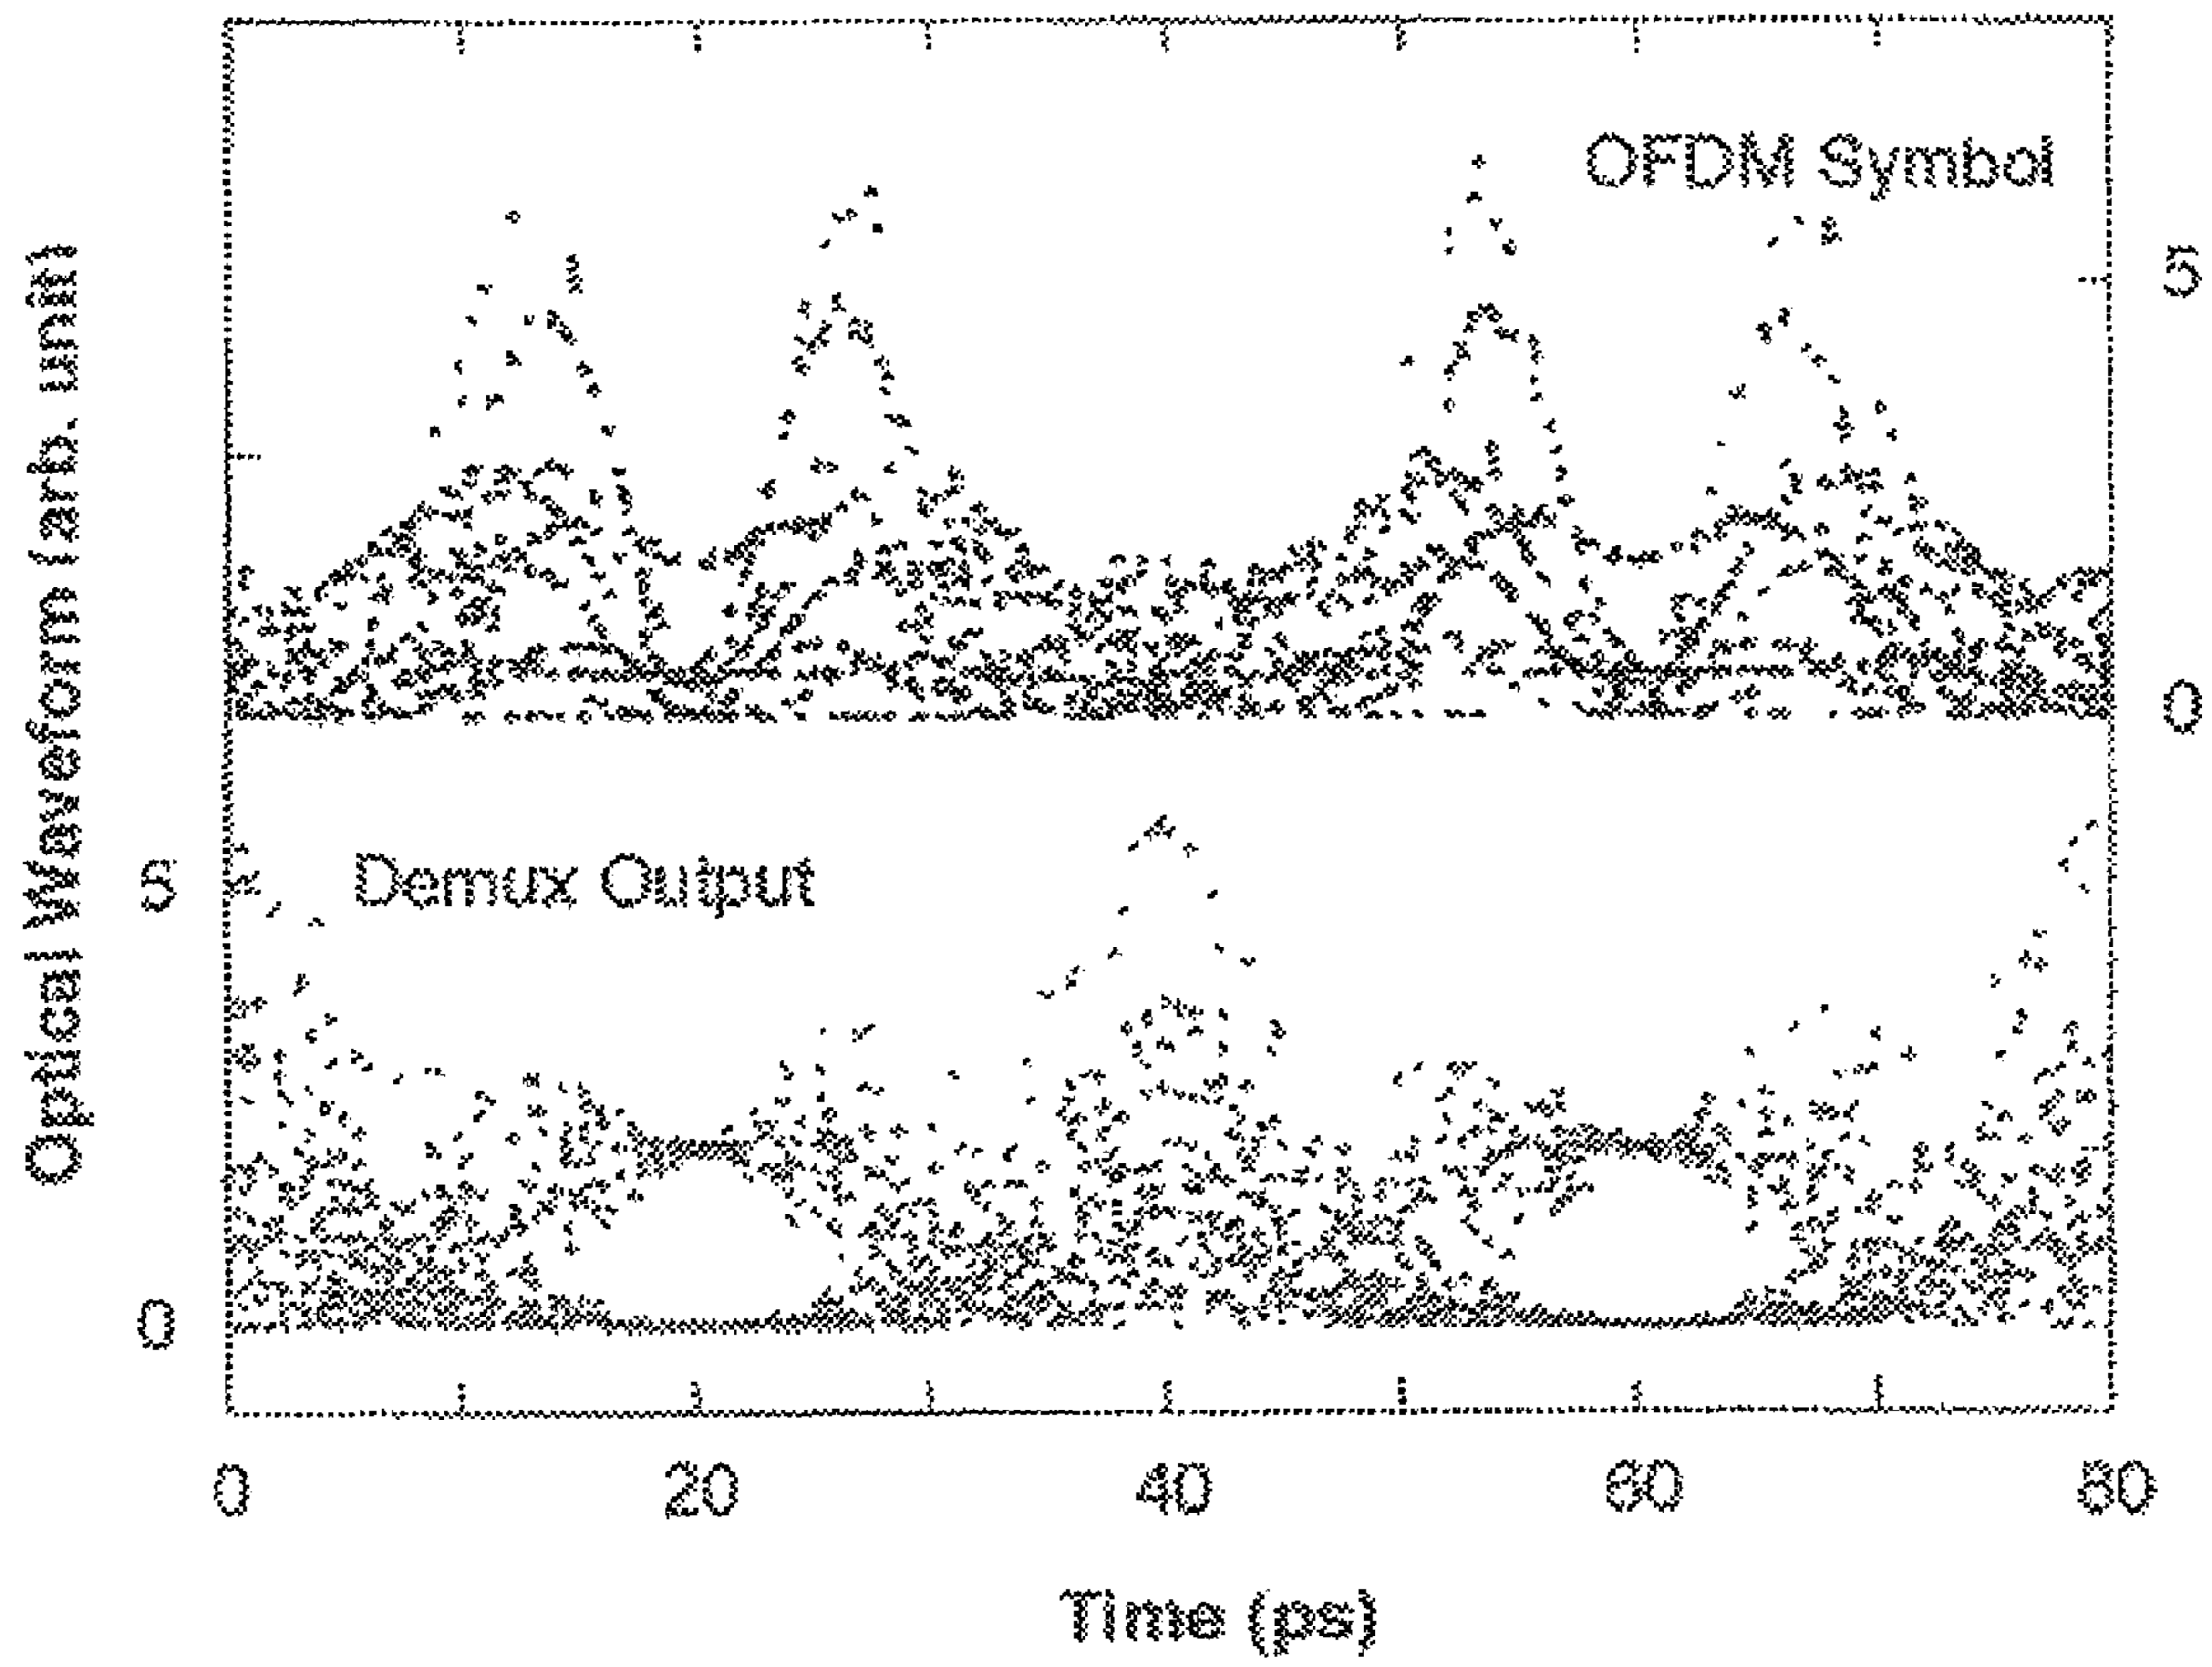 OFDM Symbol
5
0
Optical Waveform (arb. unit)
Demux Output
5
0
0 20 40 60 80
Time (ps)